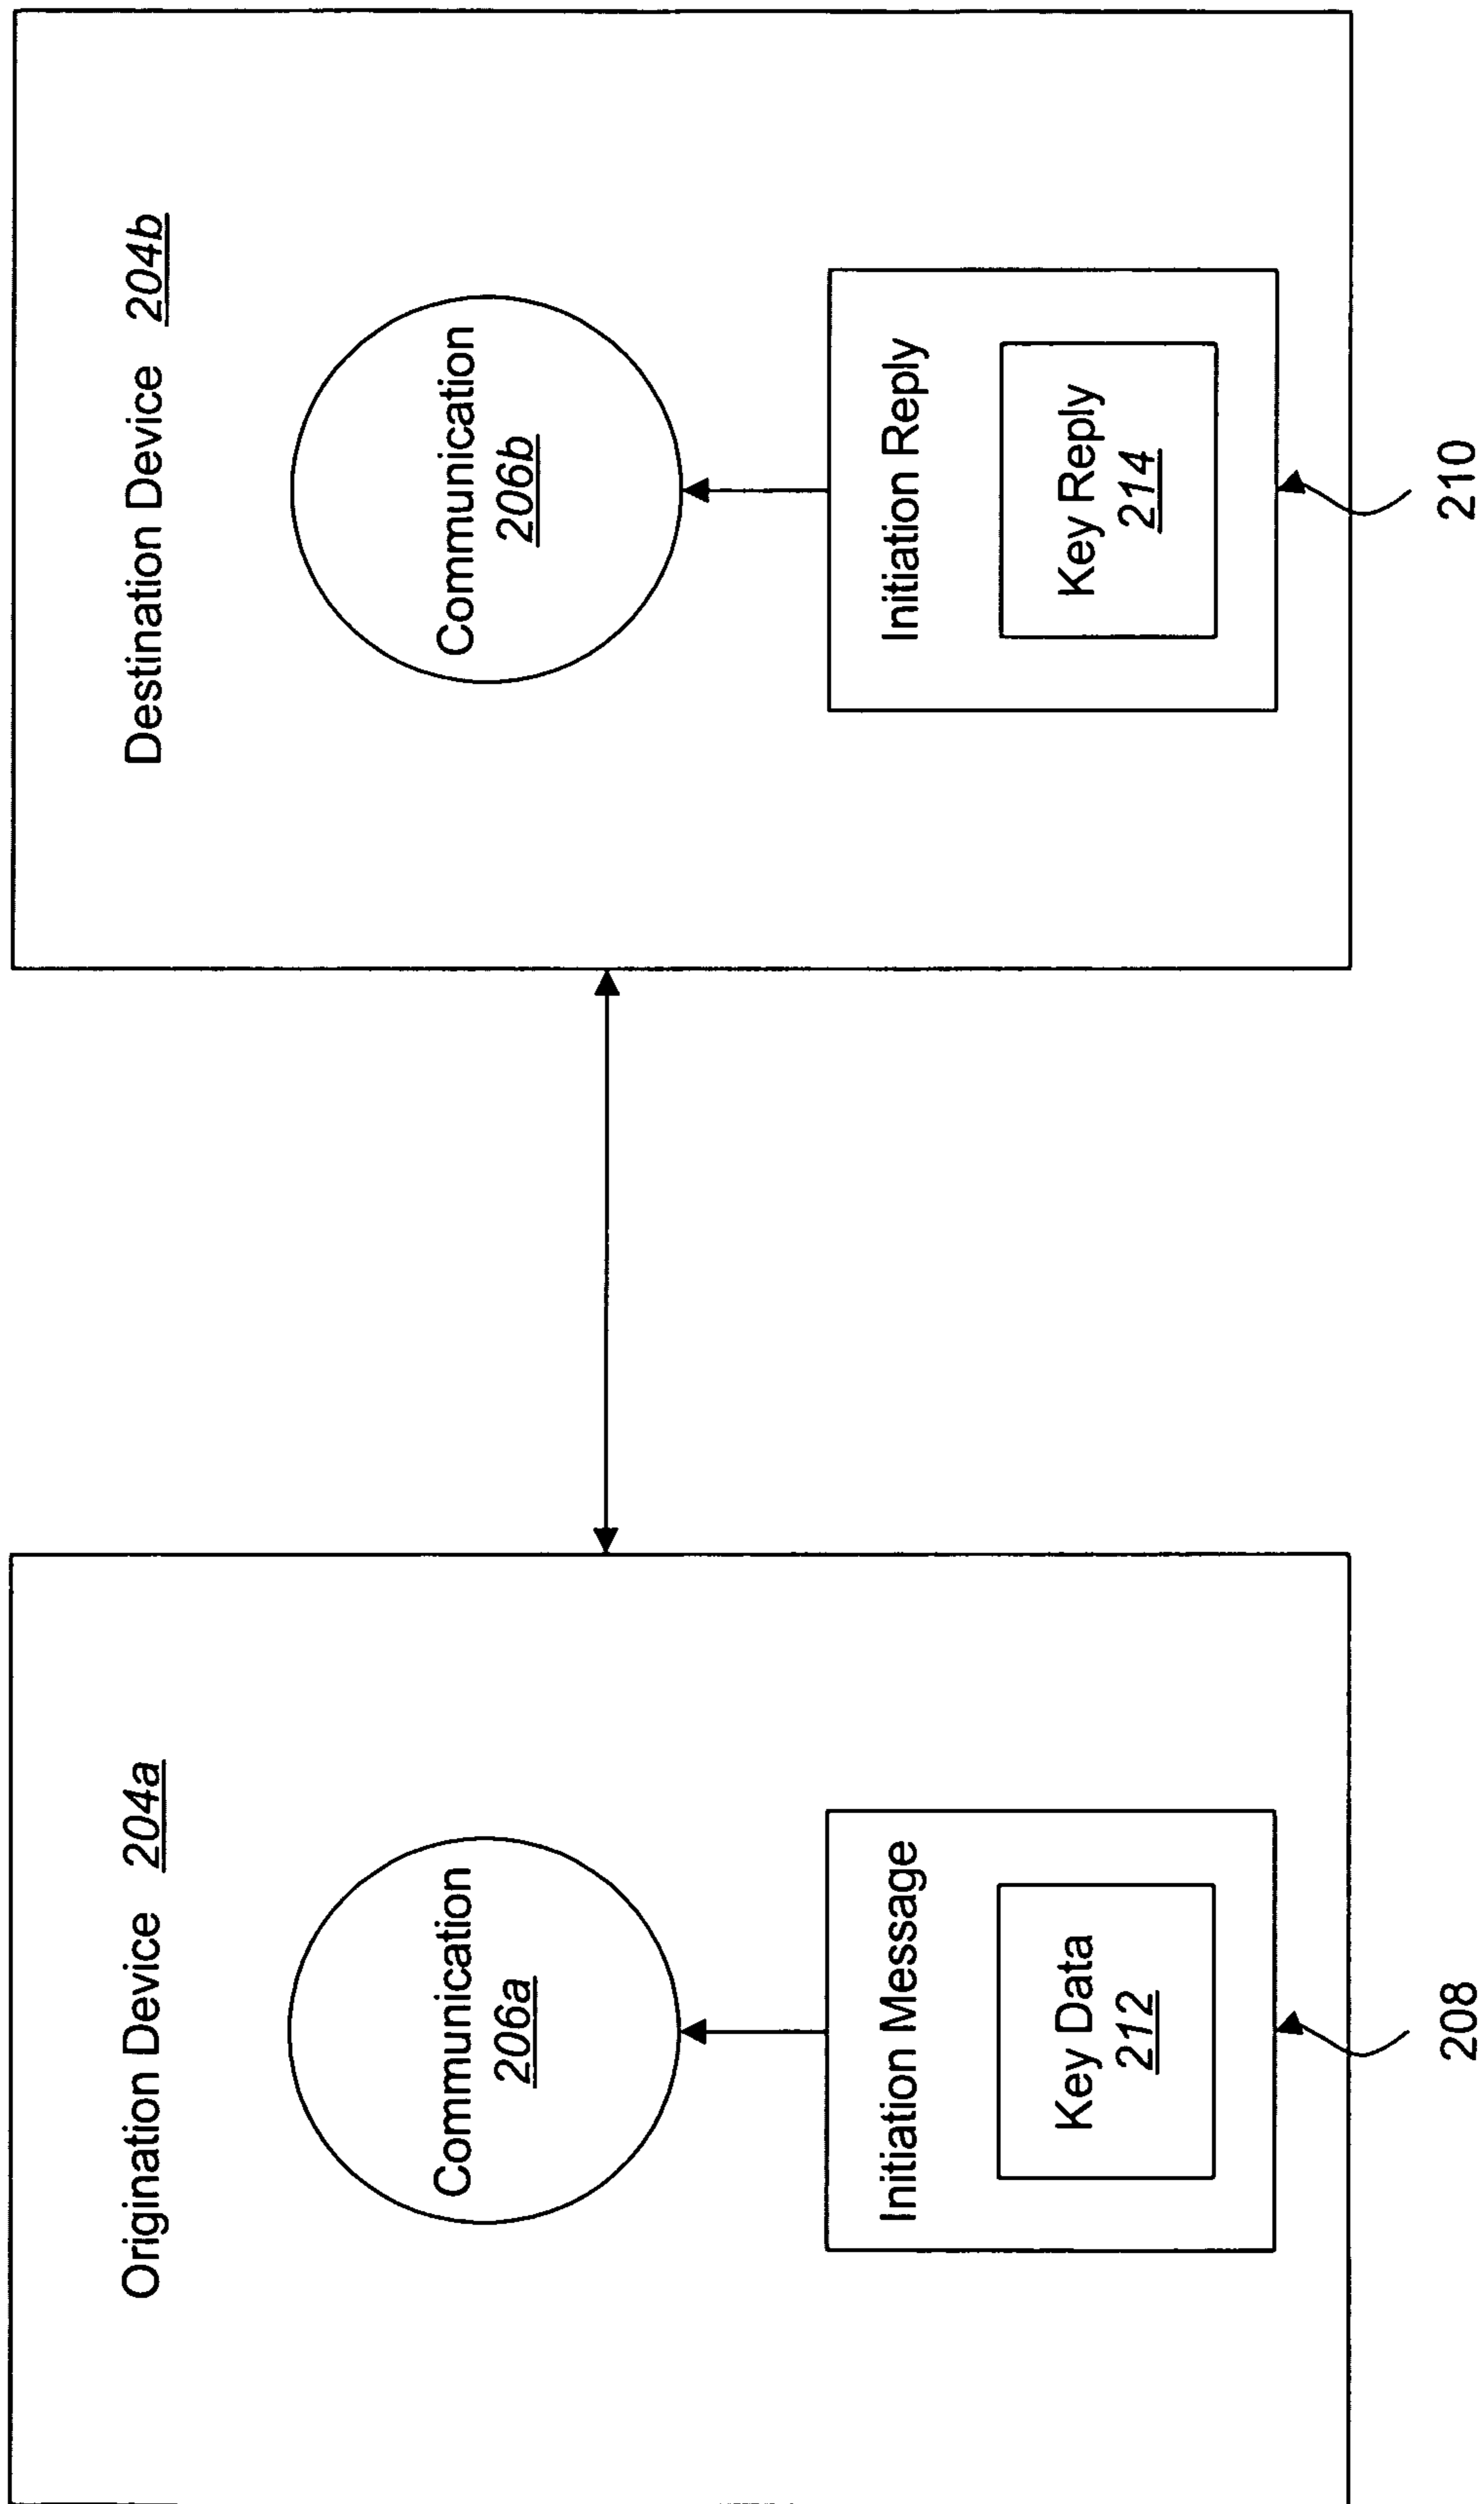 Origination Device 204a
Communication
206a
Initiation Message
Key Data
212
208
Destination Device 204b
Communication
206b
Initiation Reply
Key Reply
214
210